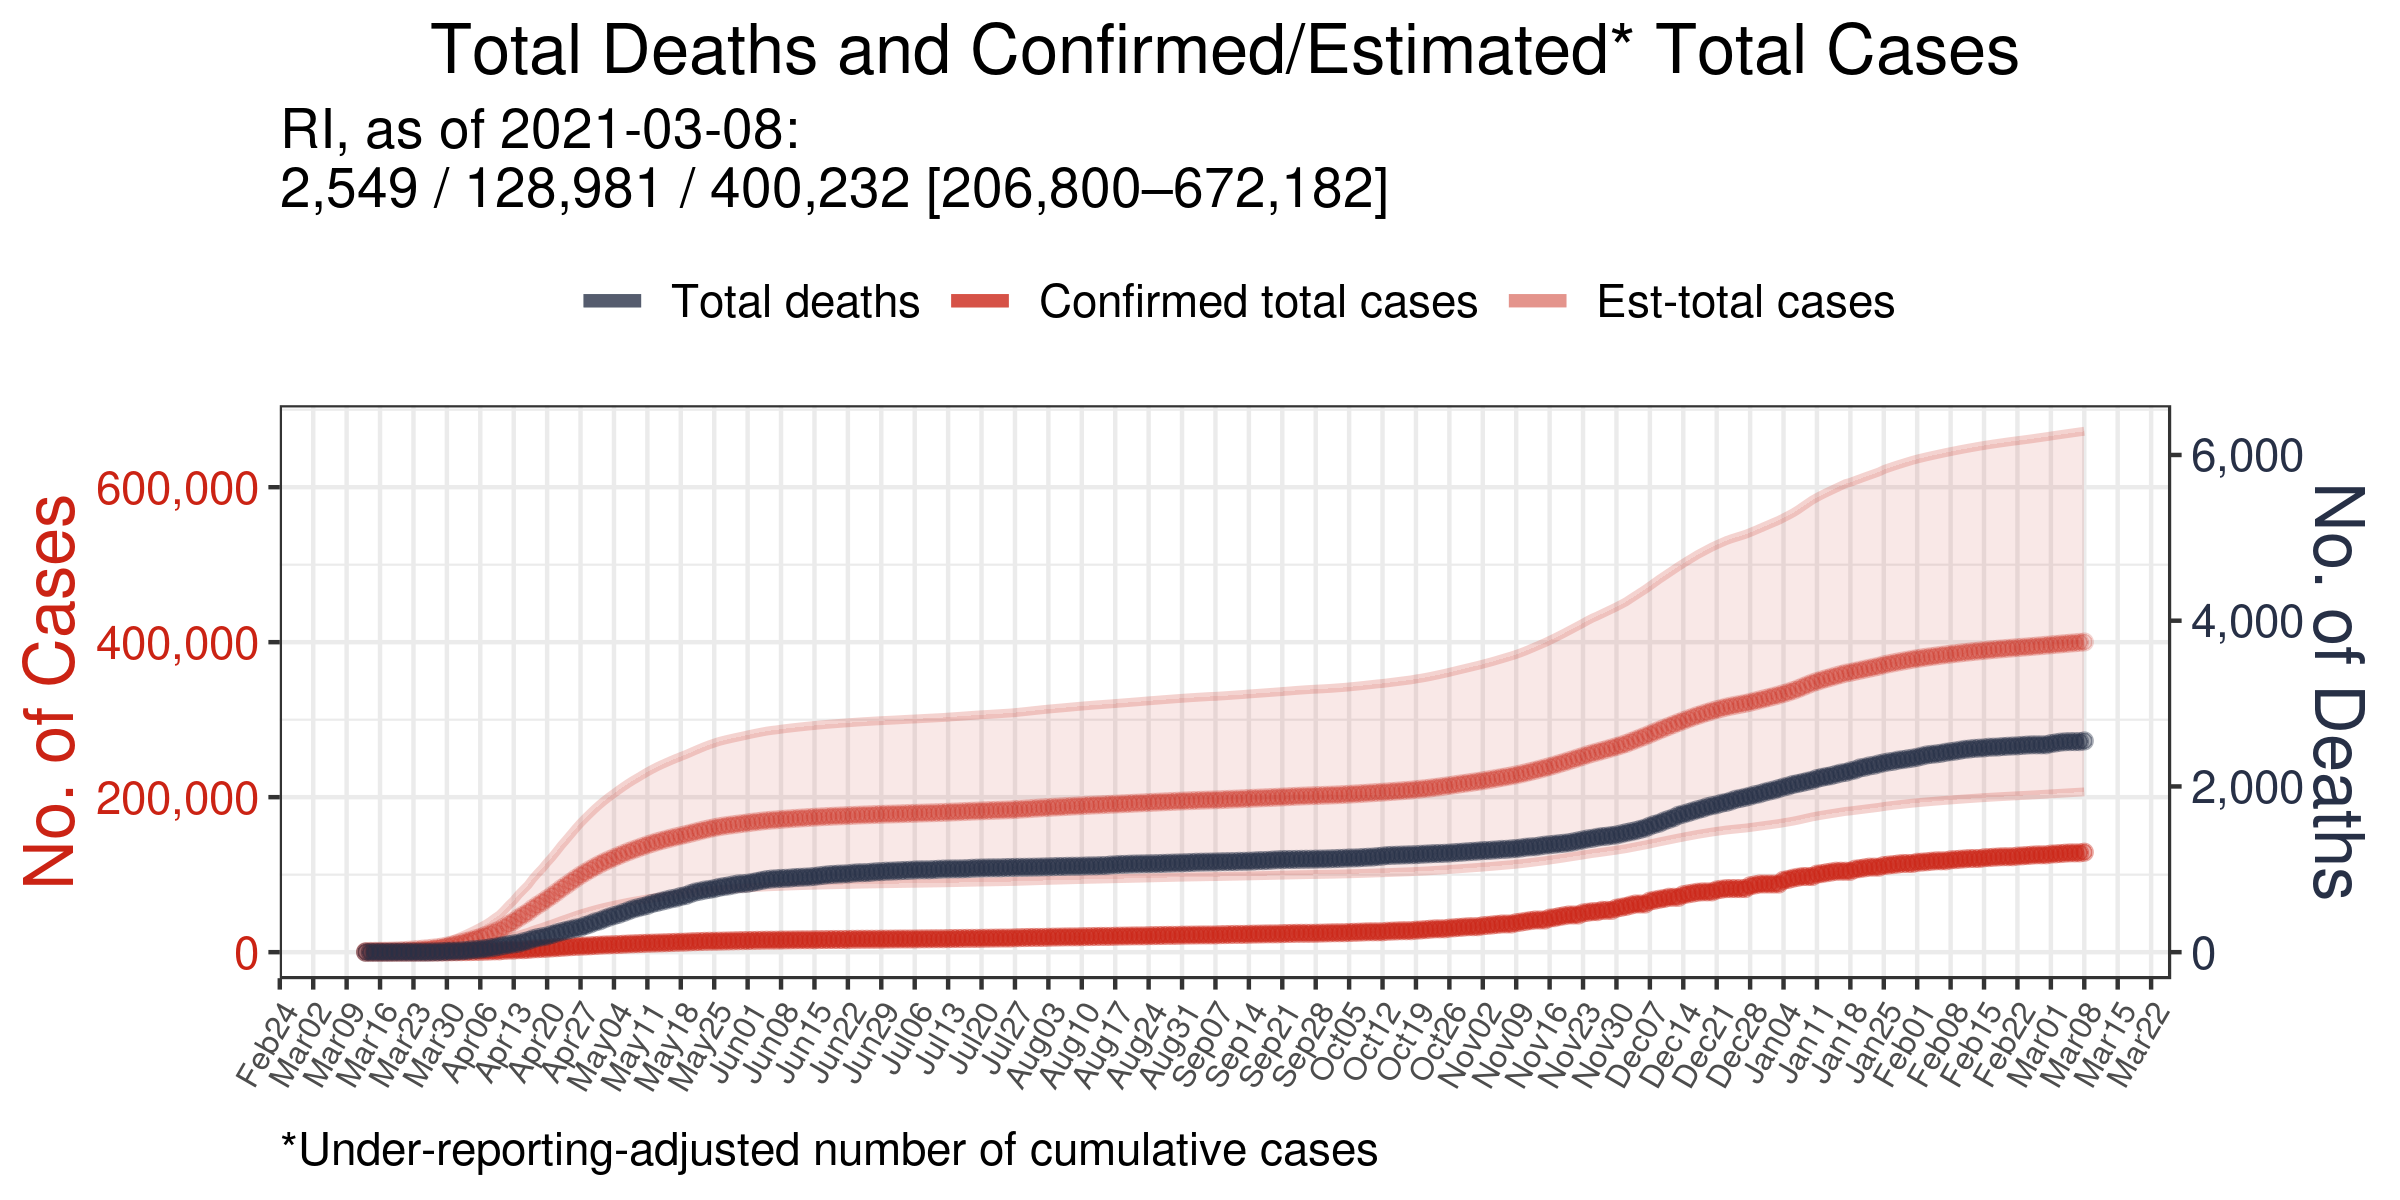 Total Deaths and Confirmed/Estimated* Total Cases
RI, as of 2021-03-08:
2,549 / 128,981 / 400,232 [206,800–672,182]
Total deaths
Confirmed total cases
Est-total cases
No. of Cases
600,000
400,000
200,000
0
6,000
4,000
2,000
0
No. of Deaths
Feb24
Mar02
Mar09
Mar16
Mar23
Mar30
Apr06
Apr13
Apr20
Apr27
May04
May11
May18
May25
Jun01
Jun08
Jun15
Jun22
Jun29
Jul06
Jul13
Jul20
Jul27
Aug03
Aug10
Aug17
Aug24
Aug31
Sep07
Sep14
Sep21
Sep28
Oct05
Oct12
Oct19
Oct26
Nov02
Nov09
Nov16
Nov23
Nov30
Dec07
Dec14
Dec21
Dec28
Jan04
Jan11
Jan18
Jan25
Feb01
Feb08
Feb15
Feb22
Mar01
Mar08
Mar15
Mar22
*Under-reporting-adjusted number of cumulative cases